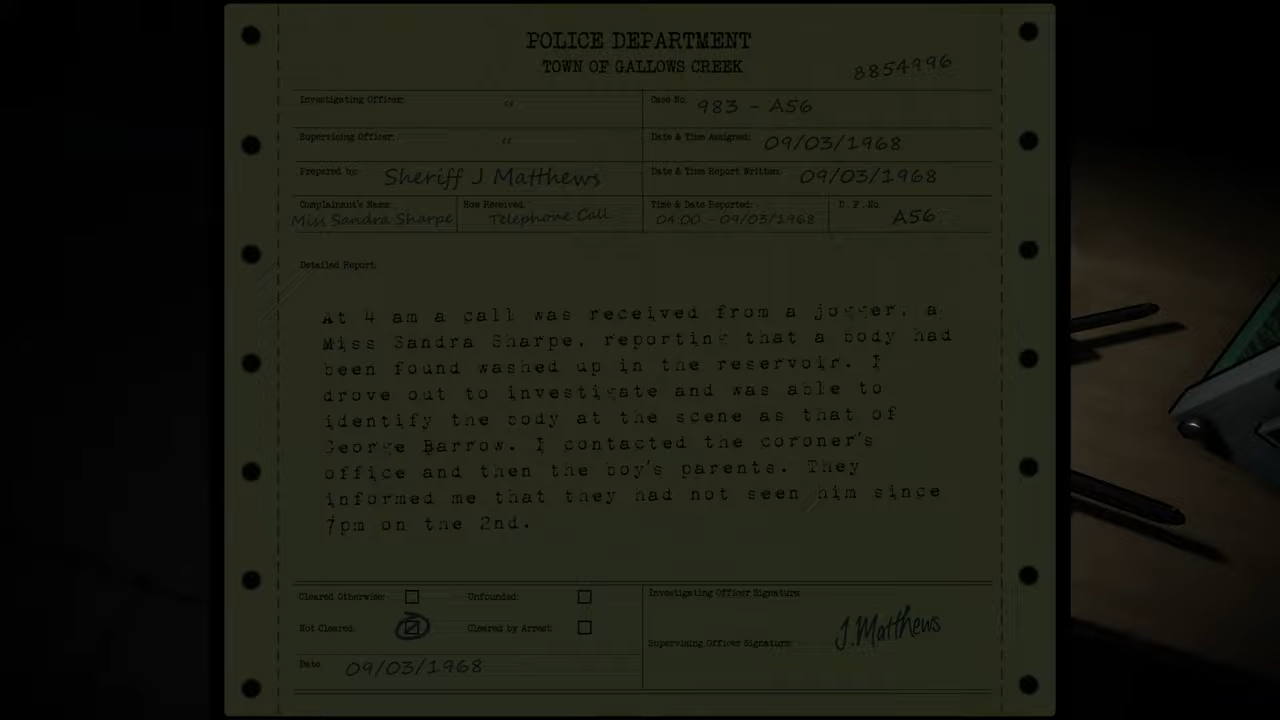 POLICE DEPARTMENT
TOWN OF GALLOWS CREEK
8854996
Investigating Officer: "
Case No. 983 - A56
Supervising Officer: "
Date & Time Assigned: 09/03/1968
Prepared by: Sheriff J Matthews
Date & Time Report Written: 09/03/1968
Complainant's Name: Miss Sandra Sharpe
How Received: Telephone Call
Time & Date Reported: 04:00 - 09/03/1968
D.P.No. A56
Detailed Report:
At 4 am a call was received from a jogger, a
Miss Sandra Sharpe, reporting that a body had
been found washed up in the reservoir. I
drove out to investigate and was able to
identify the body at the scene as that of
George Barrow. I contacted the coroner's
office and then the boy's parents. They
informed me that they had not seen him since
7pm on the 2nd.
Cleared Otherwise:
Unfounded:
Not Cleared:
Cleared by Arrest:
Date: 09/03/1968
Investigating Officer Signature:
Supervising Officer Signature:
J.Matthews